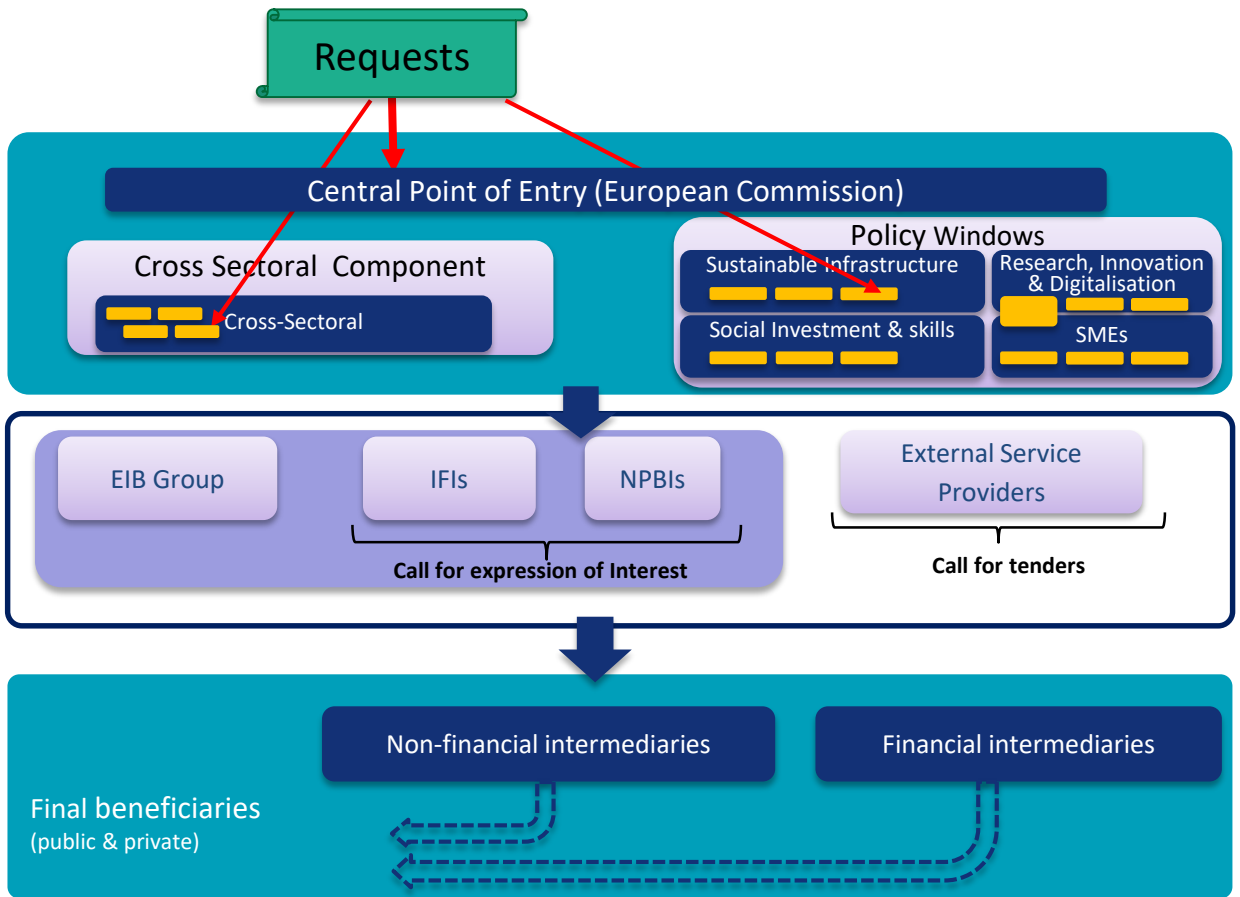 Requests
Central Point of Entry (European Commission)
Cross Sectoral Component
Cross-Sectoral
Policy Windows
Sustainable Infrastructure
Research, Innovation
& Digitalisation
Social Investment & skills
SMEs
EIB Group
IFIs
NPBIs
External Service
Providers
Call for expression of Interest
Call for tenders
Non-financial intermediaries
Financial intermediaries
Final beneficiaries
(public & private)